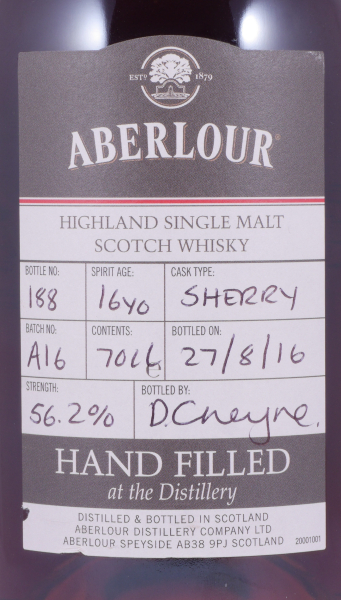 ESTD 1879
ABERLOUR
HIGHLAND SINGLE MALT
SCOTCH WHISKY
BOTTLE NO: SPIRIT AGE: CASK TYPE:
188 16yo SHERRY
BATCH NO: CONTENTS: BOTTLED ON:
A16 70cl 27/8/16
STRENGTH: BOTTLED BY:
56.2% D.Cheyne.
HAND FILLED
at the Distillery
DISTILLED & BOTTLED IN SCOTLAND
ABERLOUR DISTILLERY COMPANY LTD
ABERLOUR SPEYSIDE AB38 9PJ SCOTLAND 20001001